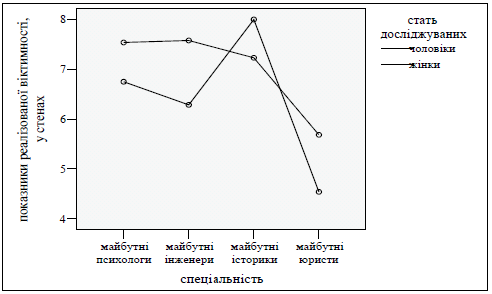 показники реалізованої віктимності,
у стенах
8
7
6
5
4
майбутні
психологи
майбутні
інженери
майбутні
історики
майбутні
юристи
спеціальність
стать
досліджуваних
чоловіки
жінки